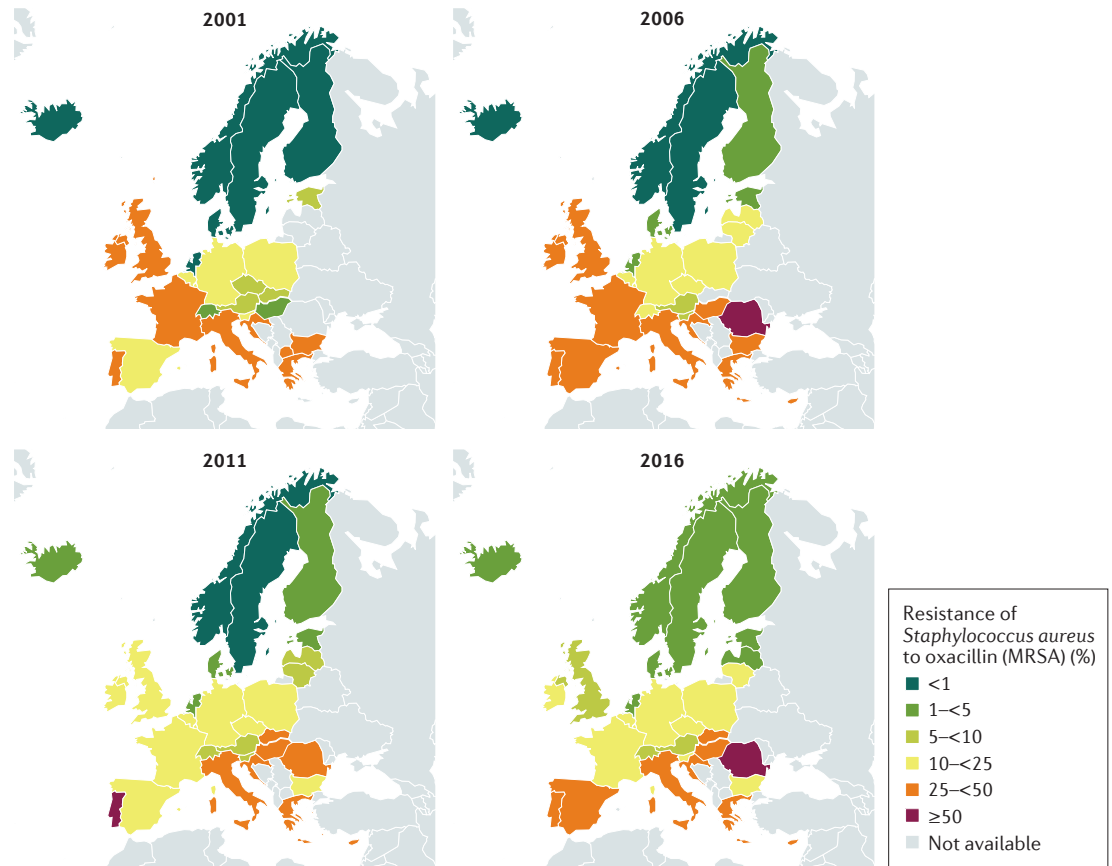 2001
2006
2011
2016
Resistance of
Staphylococcus aureus
to oxacillin (MRSA) (%)
<1
1–<5
5–<10
10–<25
25–<50
≥50
Not available